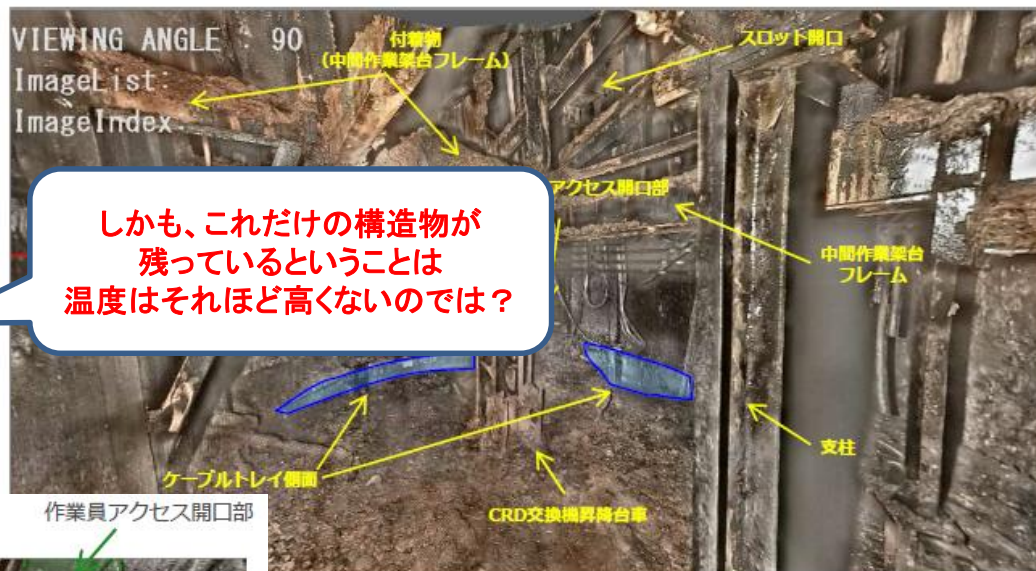 VIEWING ANGLE : 90
ImageList:
ImageIndex:
付着物
(中間作業架台フレーム)
スロット開口
しかも、これだけの構造物が
残っているということは
温度はそれほど高くないのでは?
アクセス開口部
中間作業架台
フレーム
支柱
ケーブルトレイ側面
CRD交換機昇降台車
作業員アクセス開口部